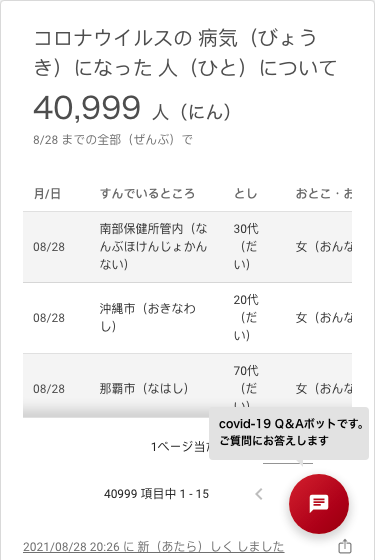 コロナウイルスの 病気（びょう
き）になった 人（ひと）について
40,999 人（にん）
8/28 までの全部（ぜんぶ）で
月/日 すんでいるところ とし おとこ・お
08/28 南部保健所管内（な
んぶほけんじょかん
ない） 30代
（だ
い） 女（おんな
08/28 沖縄市（おきなわ
し） 20代
（だ
い） 女（おんな
08/28 那覇市（なはし） 70代
（だ
い） 女（おんな
1ページ当た
covid-19 Q&Aボットです。
ご質問にお答えします
40999 項目中 1 - 15
2021/08/28 20:26 に 新（あたら）しく しました